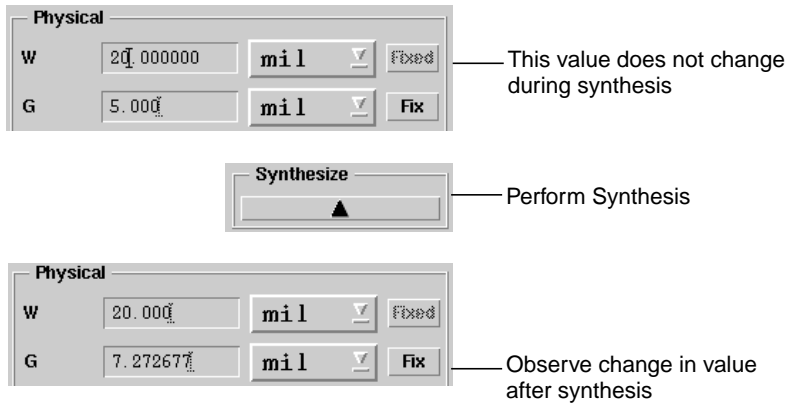 Physical
W 20.000000 mil Fixed
This value does not change
during synthesis
G 5.000 mil Fix
Synthesize
Perform Synthesis
Physical
W 20.000 mil Fixed
G 7.272677 mil Fix
Observe change in value
after synthesis